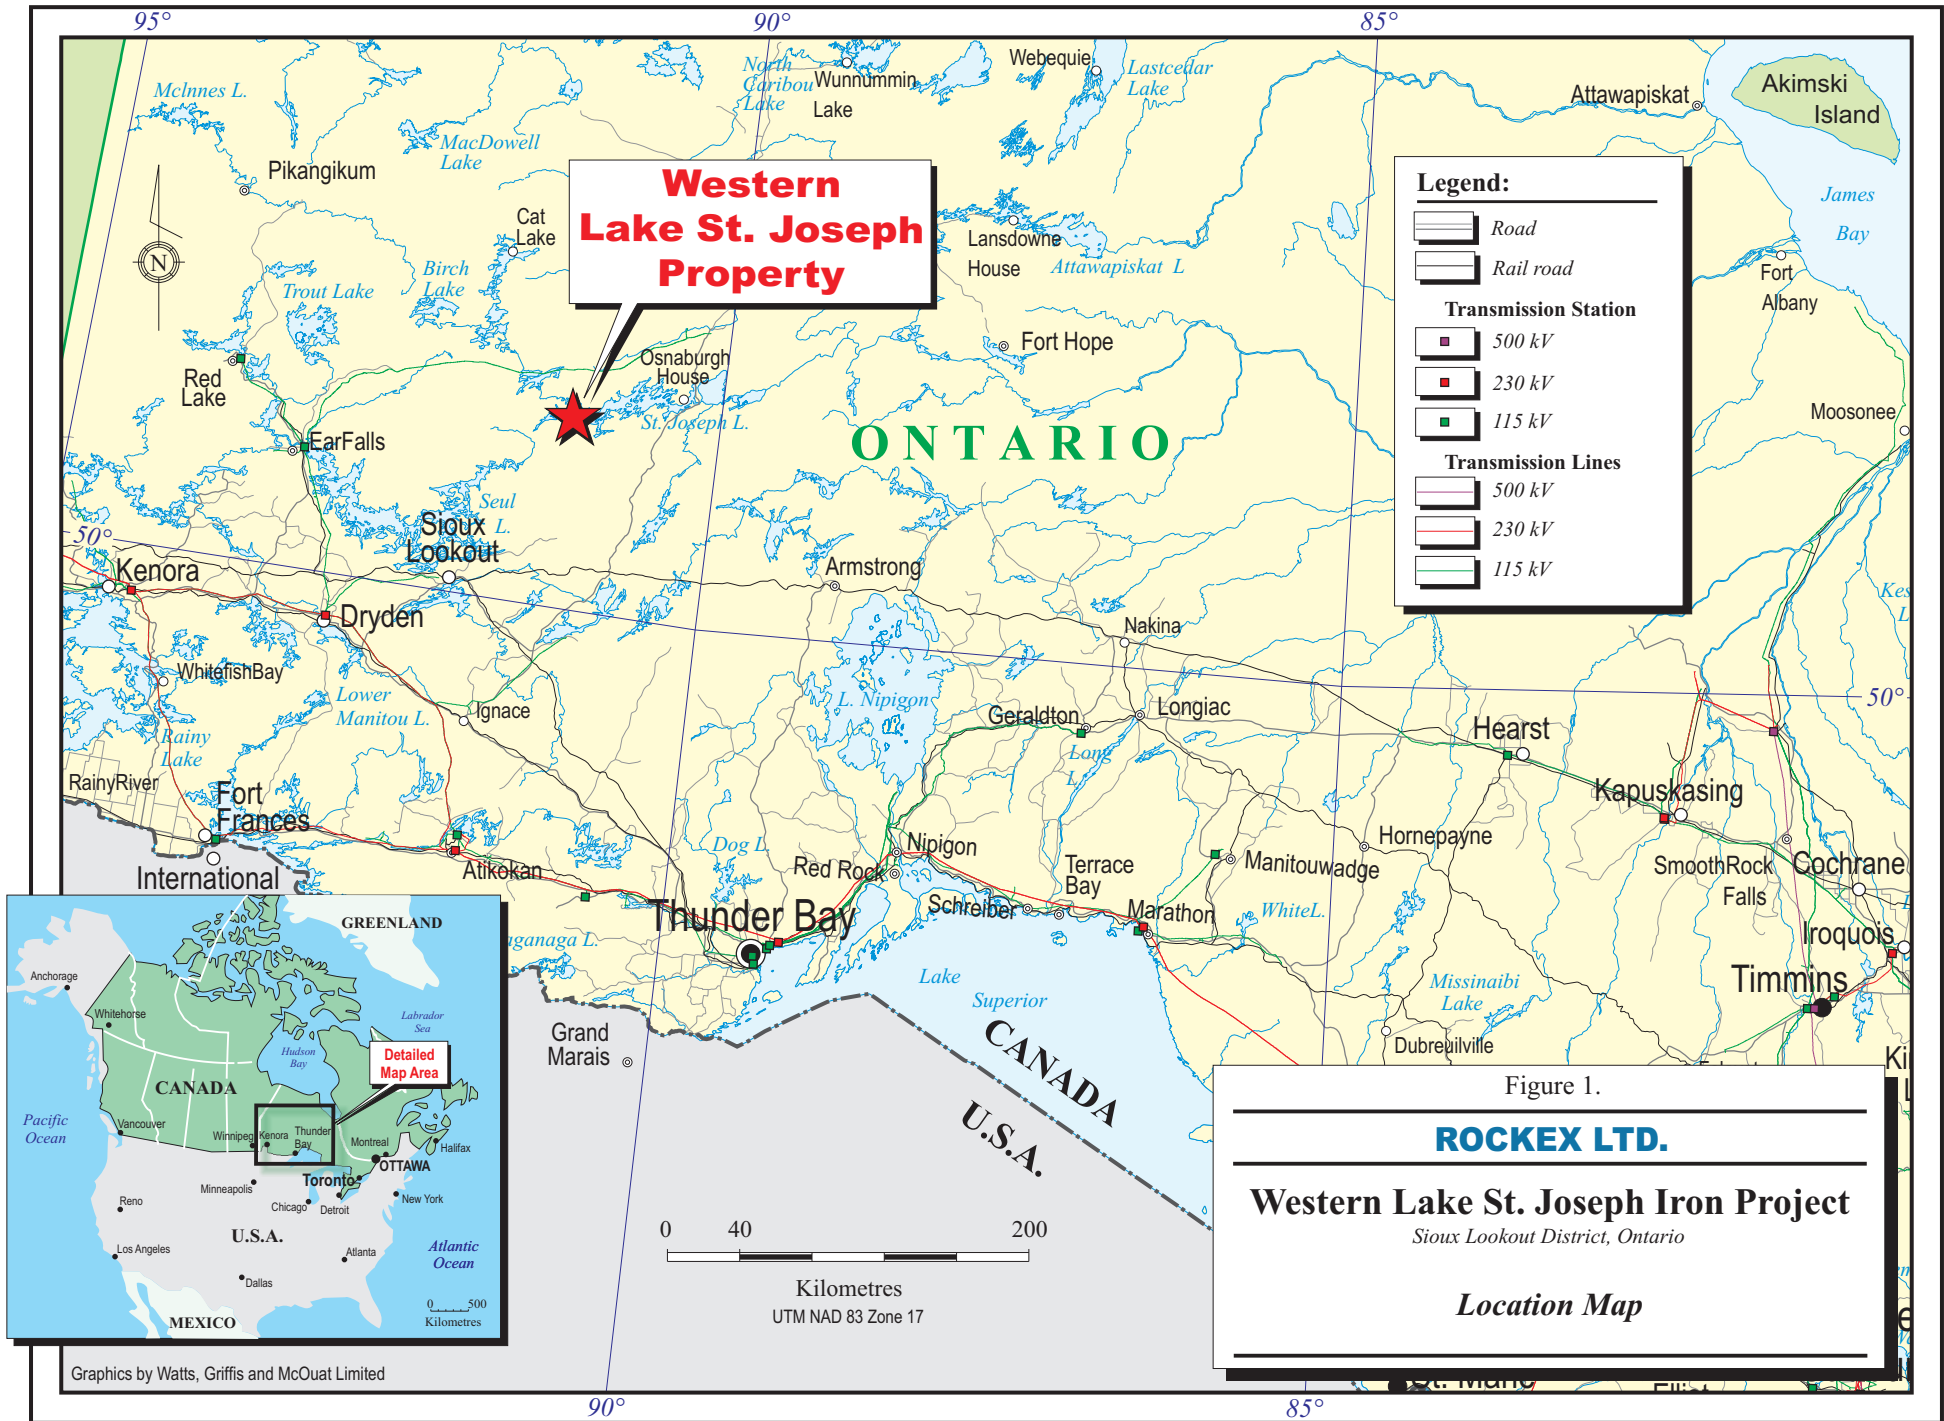 95°
90°
85°
McInnes L.
North
Caribou
Lake
Wunnummin
Lake
Webequie
Lastcedar
Lake
Attawapiskat
Akimski
Island
MacDowell
Lake
Pikangikum
Western
Lake St. Joseph
Property
Cat
Lake
Lansdowne
House
Attawapiskat L
James
Bay
Fort
Albany
N
Birch
Lake
Trout Lake
Legend:
Road
Rail road
Transmission Station
500 kV
230 kV
115 kV
Transmission Lines
500 kV
230 kV
115 kV
Red
Lake
Osnaburgh
House
Fort Hope
St. Joseph L.
ONTARIO
Moosonee
EarFalls
Seul
L.
Sioux
Lookout
50°
Kenora
Armstrong
Dryden
Nakina
WhitefishBay
Lower
Manitou L.
Ignace
L. Nipigon
Geraldton
Longlac
Long
L.
50°
Hearst
Rainy
Lake
RainyRiver
Fort
Frances
Kapuskasing
International
Atikokan
Dog L.
Red Rock
Nipigon
Terrace
Bay
Schreiber
Manitouwadge
Hornepayne
SmoothRock
Falls
Cochrane
Thunder Bay
Marathon
WhiteL.
Iroquois
aganaga L.
Lake
Superior
Missinaibi
Lake
Timmins
Grand
Marais
CANADA
U.S.A.
Dubreuilville
GREENLAND
Anchorage
Whitehorse
Labrador
Sea
Hudson
Bay
Detailed
Map Area
CANADA
Pacific
Ocean
Vancouver
Winnipeg
Kenora
Thunder
Bay
Montreal
Halifax
OTTAWA
Toronto
Minneapolis
Chicago
Detroit
New York
Reno
U.S.A.
Los Angeles
Atlanta
Atlantic
Ocean
Dallas
MEXICO
0 500
Kilometres
0 40 200
Kilometres
UTM NAD 83 Zone 17
Figure 1.
ROCKEX LTD.
Western Lake St. Joseph Iron Project
Sioux Lookout District, Ontario
Location Map
Graphics by Watts, Griffis and McOuat Limited
90°
85°